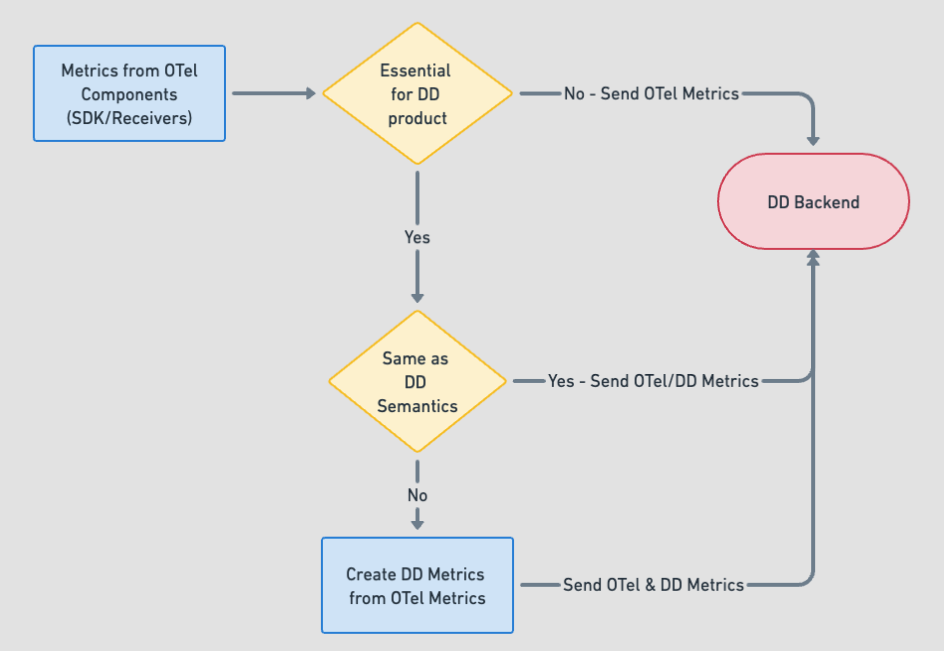 Metrics from OTel
Components
(SDK/Receivers)
Essential
for DD
product
No - Send OTel Metrics
DD Backend
Yes
Same as
DD
Semantics
Yes - Send OTel/DD Metrics
No
Create DD Metrics
from OTel Metrics
Send OTel & DD Metrics